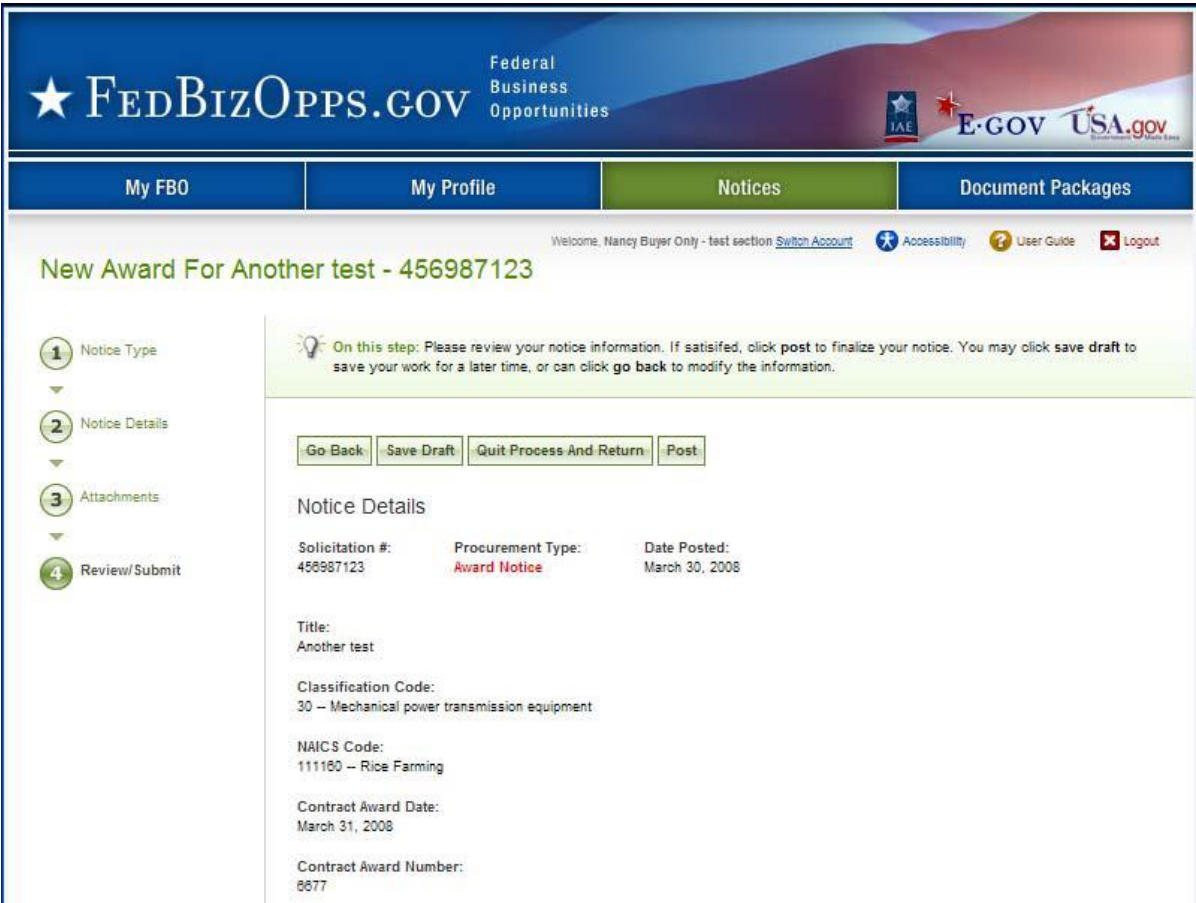 ★ FEDBIZOPPS.GOV
Federal
Business
Opportunities
IAE
E-GOV
USA.gov
My FBO
My Profile
Notices
Document Packages
Welcome, Nancy Buyer Only - test section Switch Account
Accessibility
User Guide
Logout
New Award For Another test - 456987123
1 Notice Type
2 Notice Details
3 Attachments
4 Review/Submit
On this step: Please review your notice information. If satisifed, click post to finalize your notice. You may click save draft to
save your work for a later time, or can click go back to modify the information.
Go Back
Save Draft
Quit Process And Return
Post
Notice Details
Solicitation #: Procurement Type: Date Posted:
456987123 Award Notice March 30, 2008
Title:
Another test
Classification Code:
30 -- Mechanical power transmission equipment
NAICS Code:
111160 -- Rice Farming
Contract Award Date:
March 31, 2008
Contract Award Number:
6677